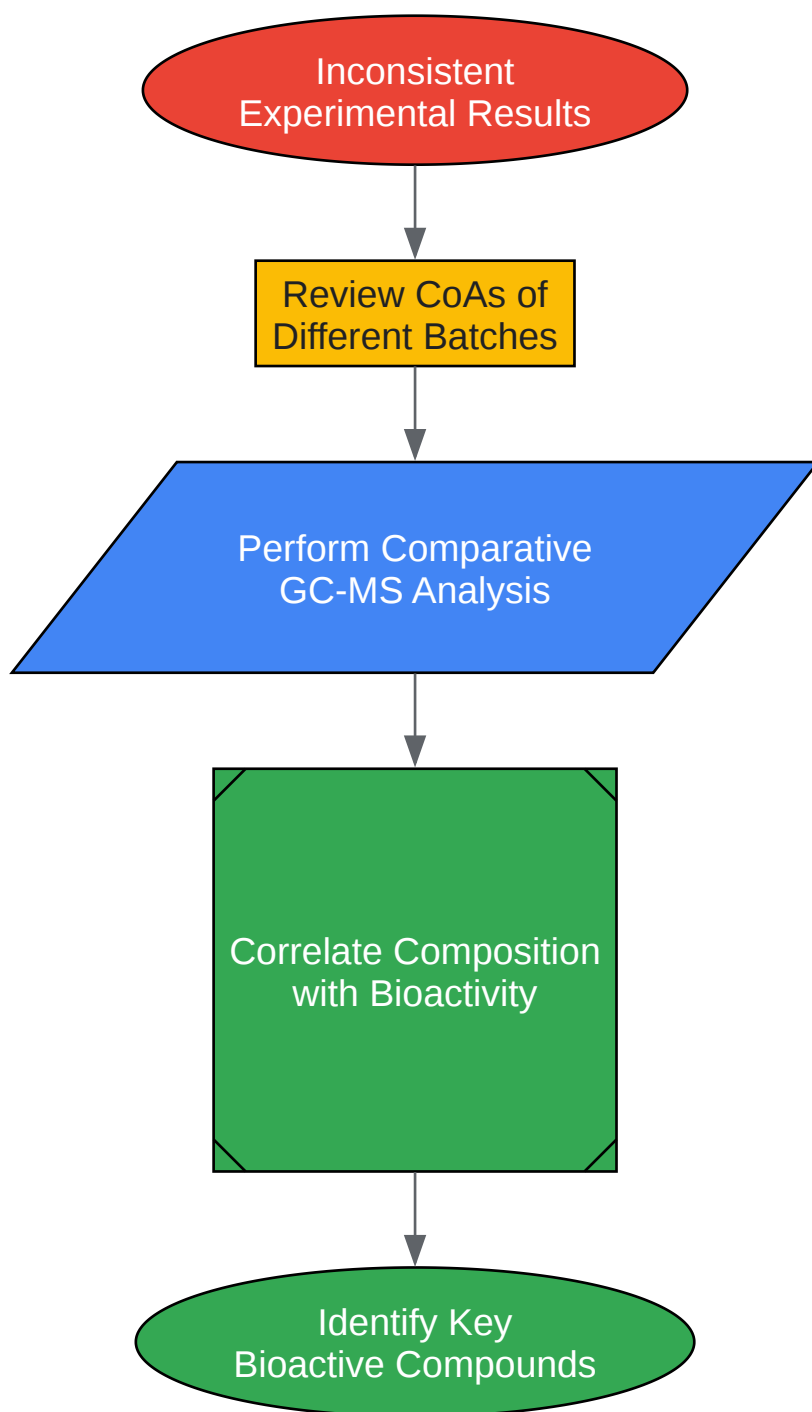 Inconsistent
Experimental Results
Review CoAs of
Different Batches
Perform Comparative
GC-MS Analysis
Correlate Composition
with Bioactivity
Identify Key
Bioactive Compounds